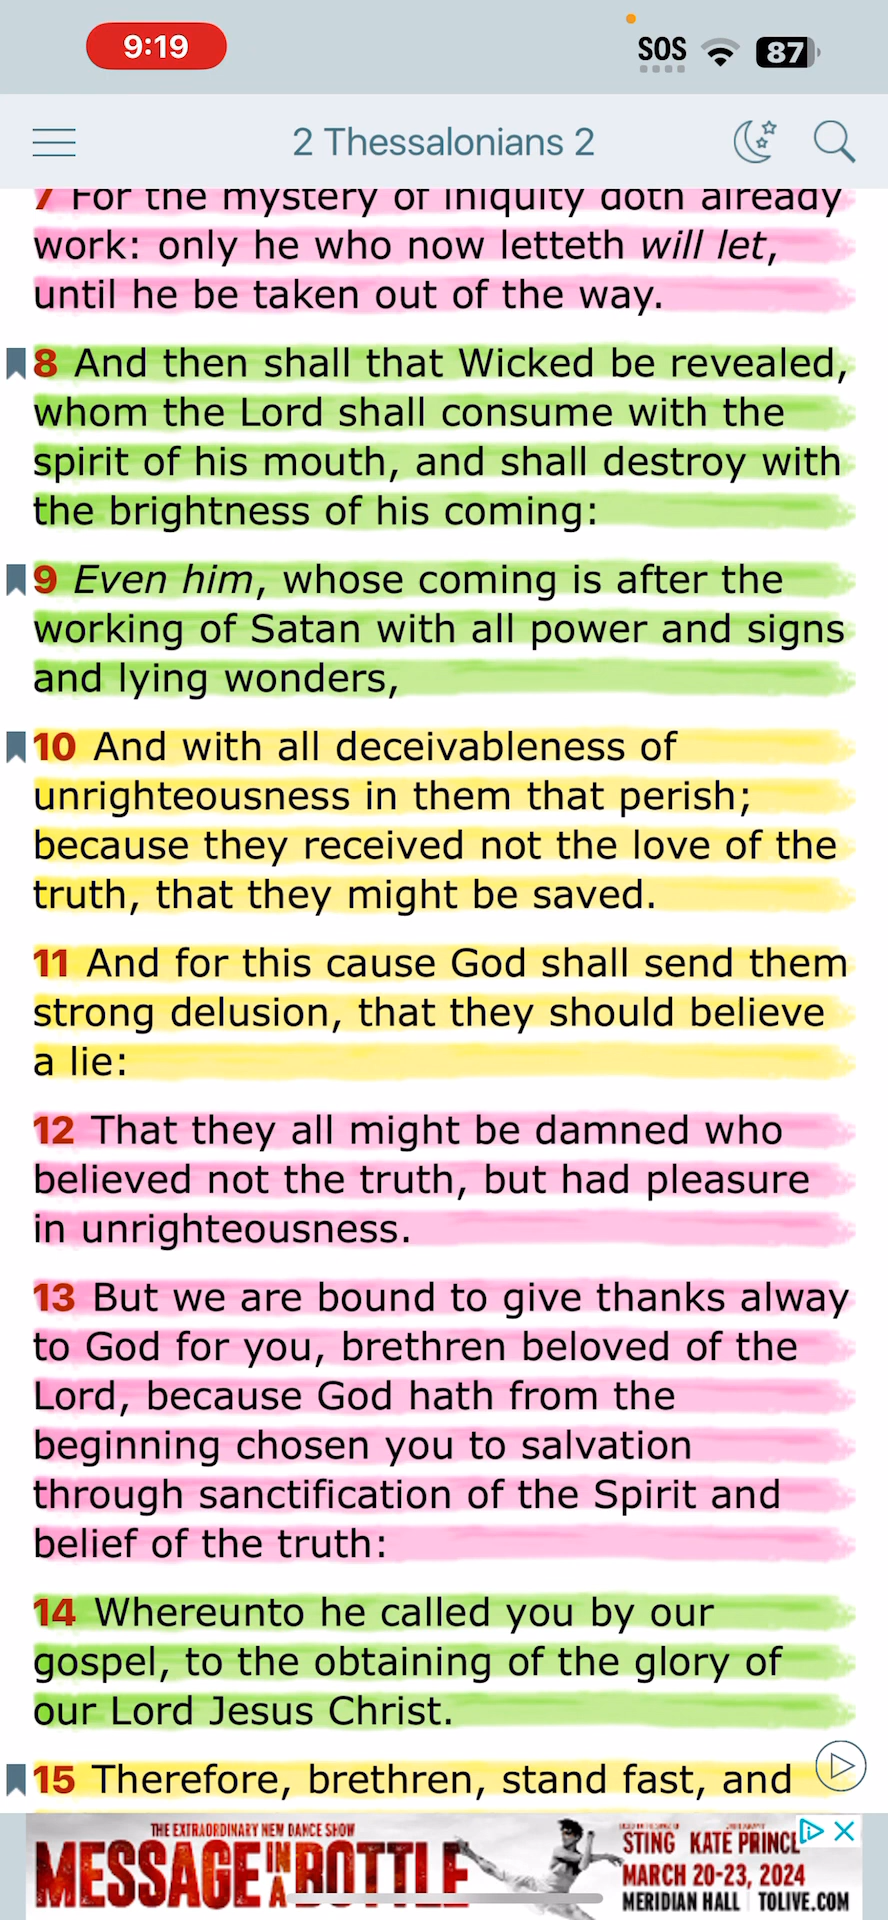 9:19
SOS
87
2 Thessalonians 2
7 For the mystery of iniquity doth already
work: only he who now letteth will let,
until he be taken out of the way.
8 And then shall that Wicked be revealed,
whom the Lord shall consume with the
spirit of his mouth, and shall destroy with
the brightness of his coming:
9 Even him, whose coming is after the
working of Satan with all power and signs
and lying wonders,
10 And with all deceivableness of
unrighteousness in them that perish;
because they received not the love of the
truth, that they might be saved.
11 And for this cause God shall send them
strong delusion, that they should believe
a lie:
12 That they all might be damned who
believed not the truth, but had pleasure
in unrighteousness.
13 But we are bound to give thanks alway
to God for you, brethren beloved of the
Lord, because God hath from the
beginning chosen you to salvation
through sanctification of the Spirit and
belief of the truth:
14 Whereunto he called you by our
gospel, to the obtaining of the glory of
our Lord Jesus Christ.
15 Therefore, brethren, stand fast, and
THE EXTRAORDINARY NEW DANCE SHOW
MESSAGE IN A BOTTLE
STING KATE PRINCE
MARCH 20-23, 2024
MERIDIAN HALL TOLIVE.COM